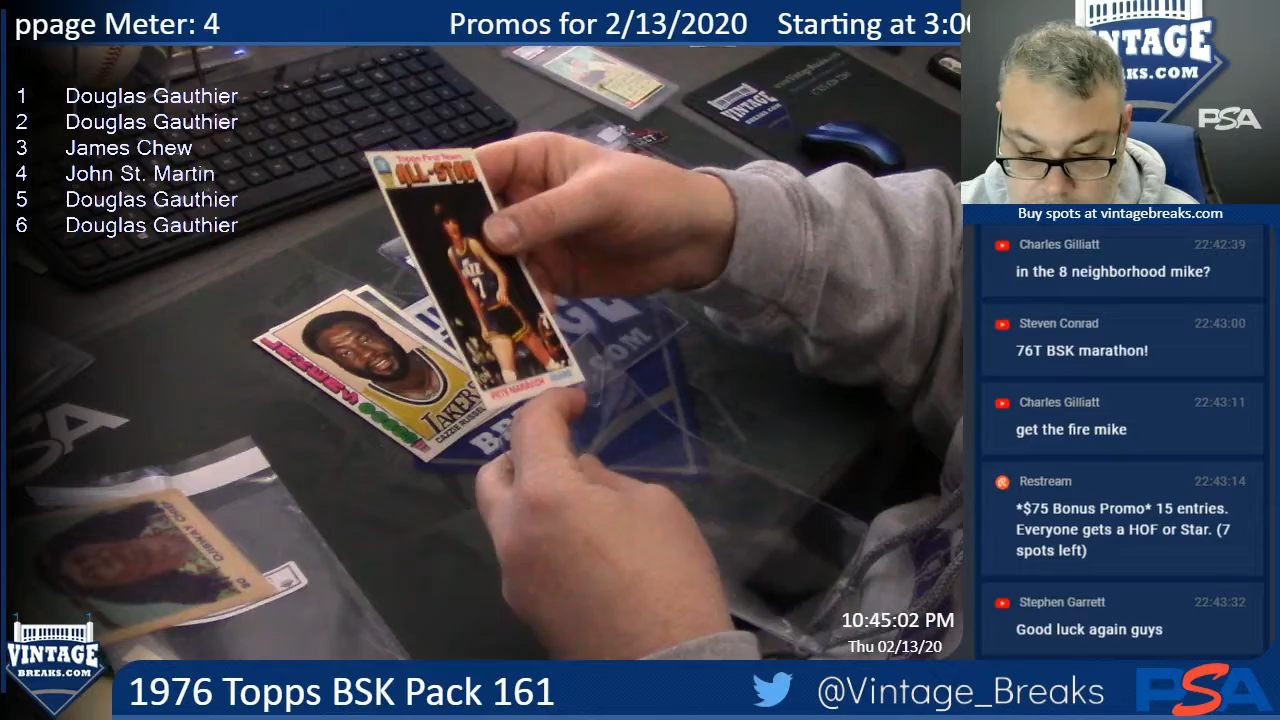 ppage Meter: 4
Promos for 2/13/2020
Starting at 3:0
1 Douglas Gauthier
2 Douglas Gauthier
3 James Chew
4 John St. Martin
5 Douglas Gauthier
6 Douglas Gauthier
Topps First Team
ALL-STAR
7
PETE MARAVICH
LAKERS
CAZZIE RUSSELL
OJIBWAY CHIEF
VINTAGE
BREAKS.COM
PSA
Buy spots at vintagebreaks.com
Charles Gilliatt 22:42:39
in the 8 neighborhood mike?
Steven Conrad 22:43:00
76T BSK marathon!
Charles Gilliatt 22:43:11
get the fire mike
Restream 22:43:14
*$75 Bonus Promo* 15 entries.
Everyone gets a HOF or Star. (7
spots left)
Stephen Garrett 22:43:32
Good luck again guys
10:45:02 PM
Thu 02/13/20
VINTAGE
BREAKS.COM
1976 Topps BSK Pack 161
@Vintage_Breaks
PSA